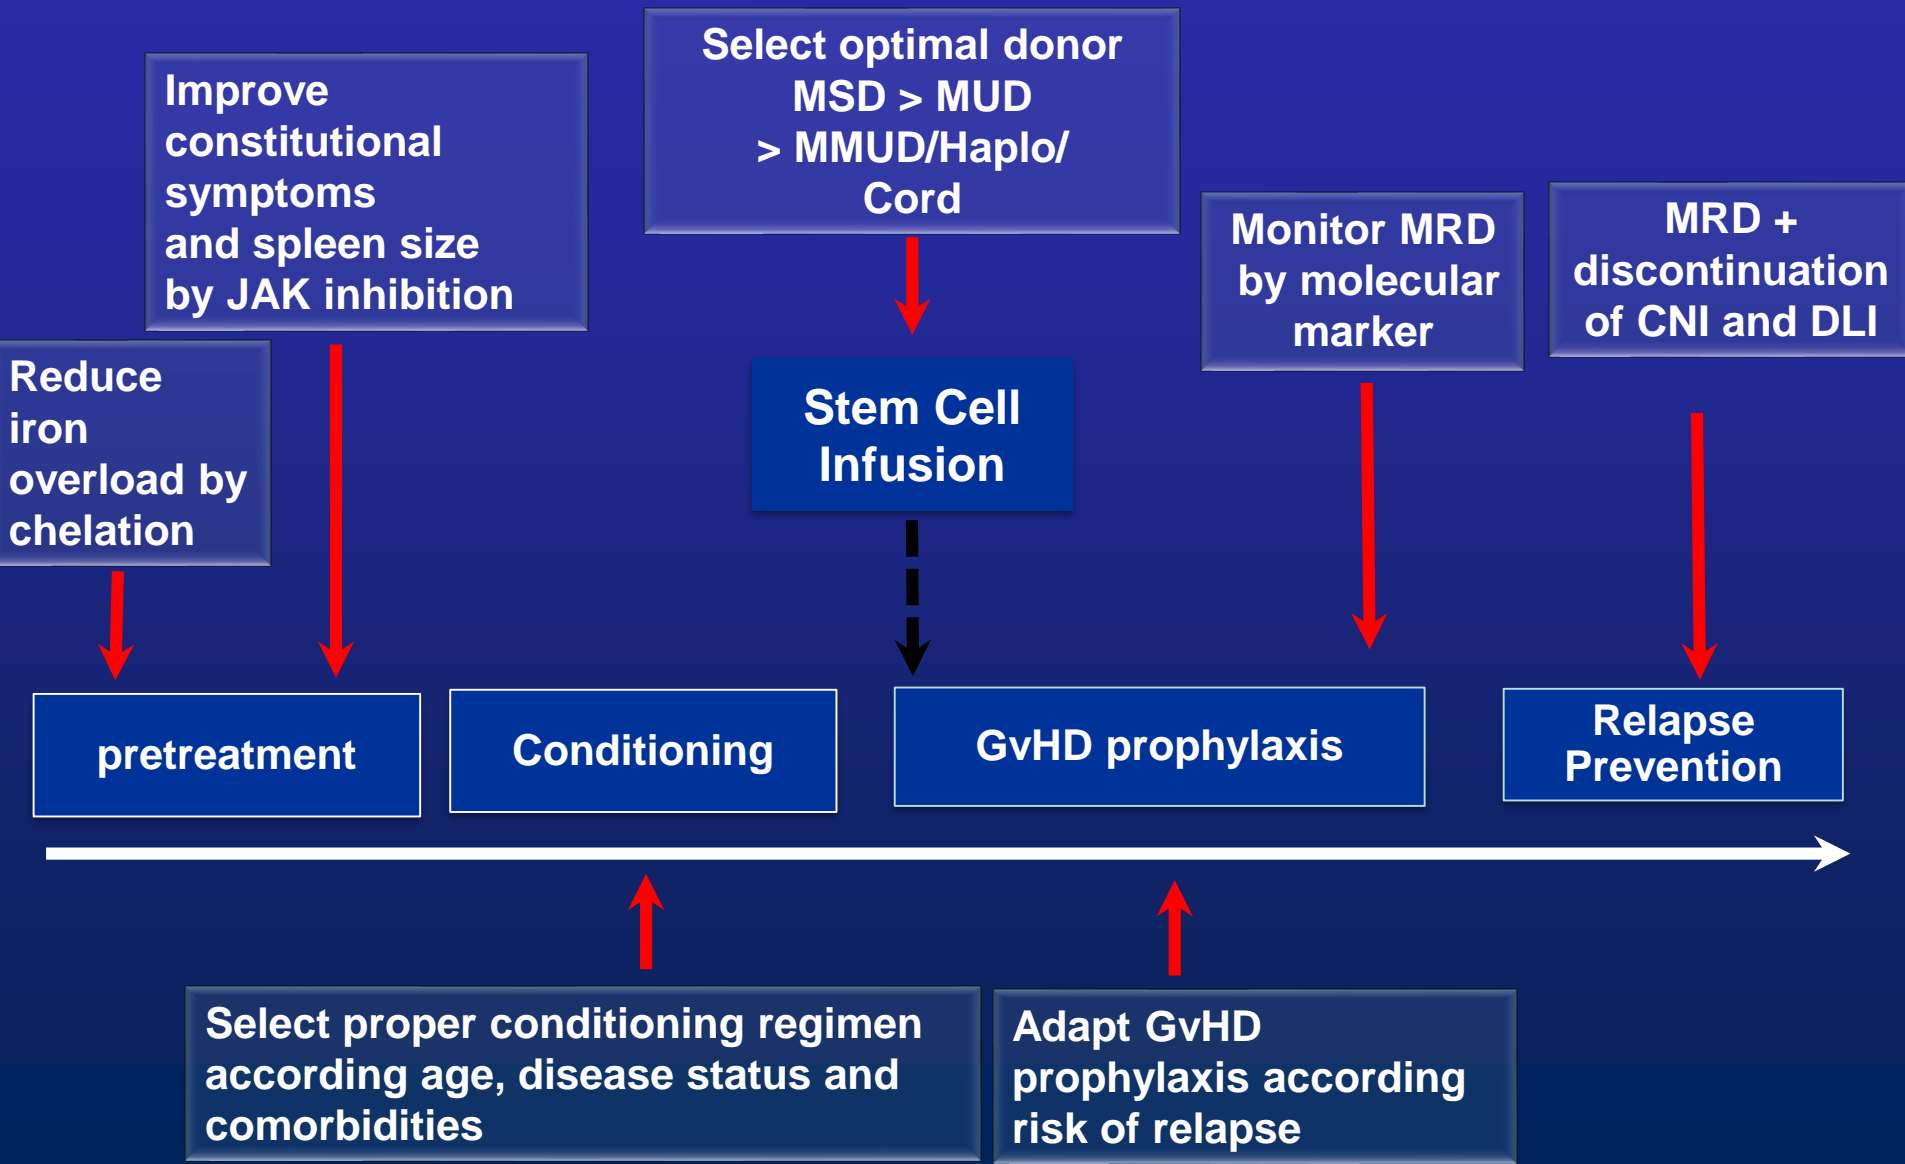 Select optimal donor
MSD > MUD
> MMUD/Haplo/
Cord
Improve
constitutional
symptoms
and spleen size
by JAK inhibition
Monitor MRD
by molecular
marker
MRD +
discontinuation
of CNI and DLI
Reduce
iron
overload by
chelation
Stem Cell
Infusion
pretreatment
Conditioning
GvHD prophylaxis
Relapse
Prevention
Select proper conditioning regimen
according age, disease status and
comorbidities
Adapt GvHD
prophylaxis according
risk of relapse